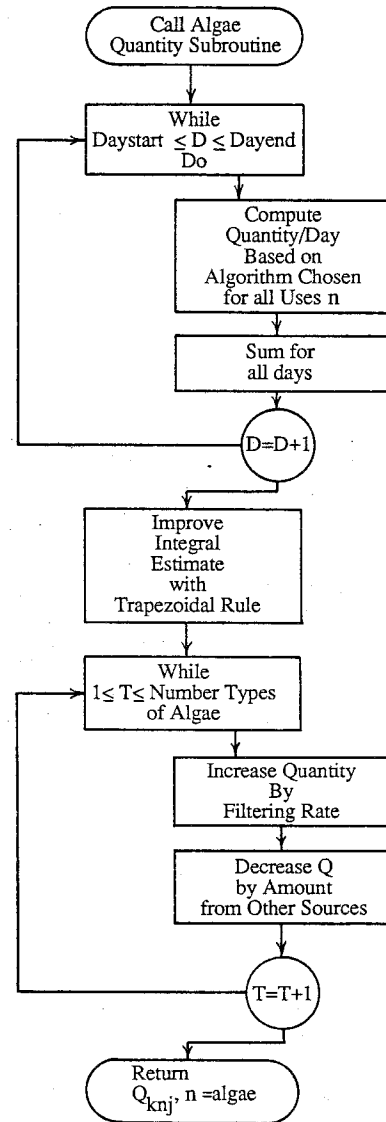 Call Algae
Quantity Subroutine
While
Daystart ≤ D ≤ Dayend
Do
Compute
Quantity/Day
Based on
Algorithm Chosen
for all Uses n
Sum for
all days
D=D+1
Improve
Integral
Estimate
with
Trapezoidal Rule
While
1≤ T≤ Number Types
of Algae
Increase Quantity
By
Filtering Rate
Decrease Q
by Amount
from Other Sources
T=T+1
Return
Q_knj, n =algae